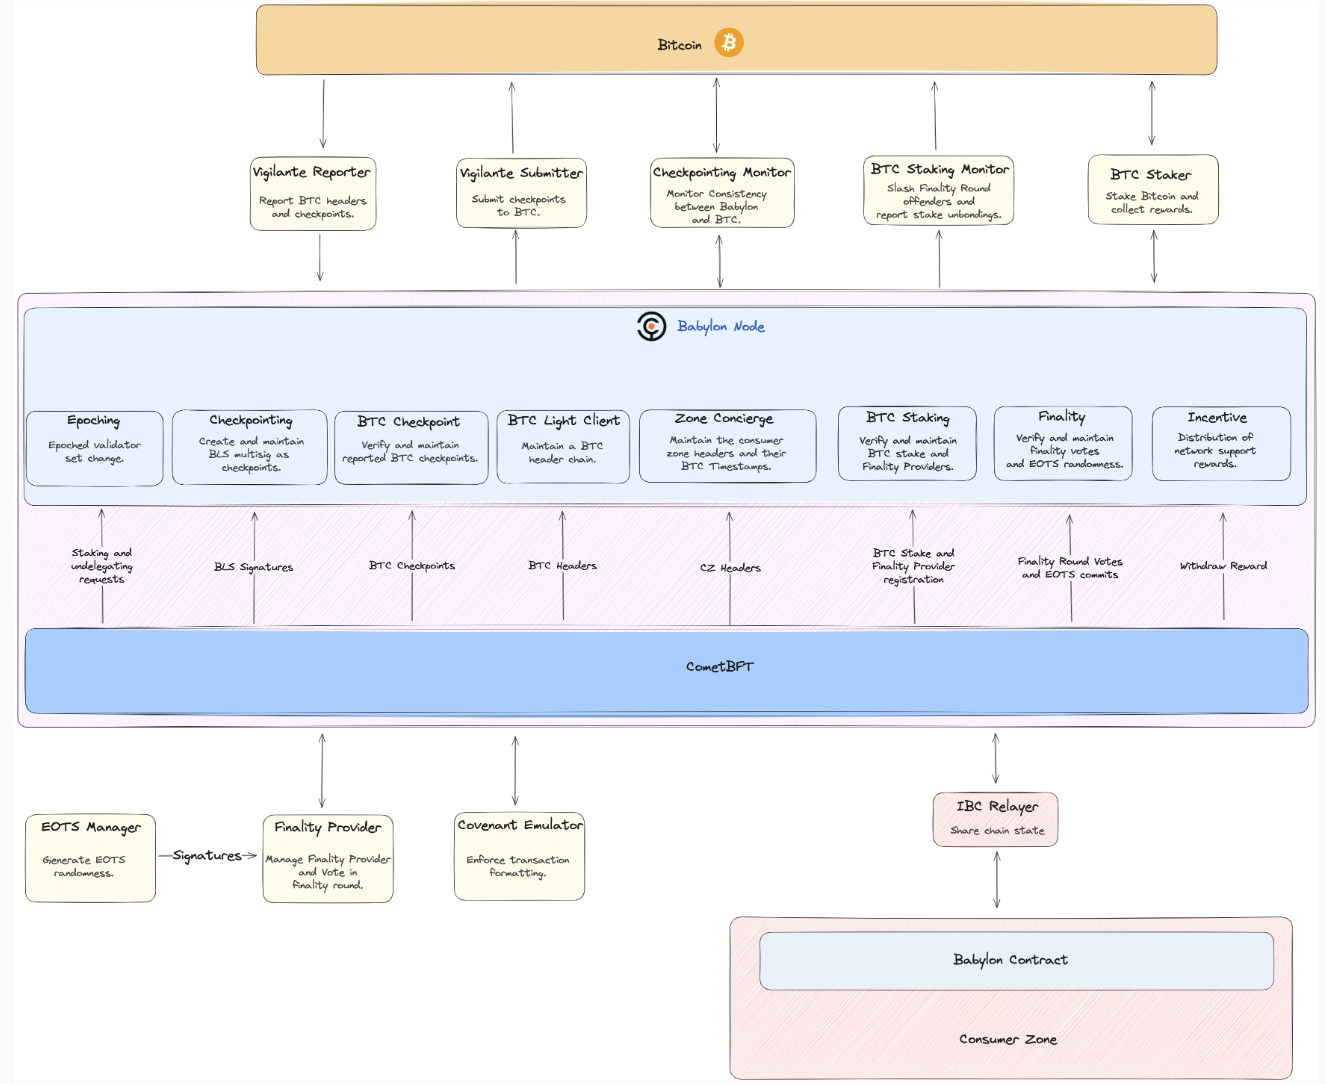 Bitcoin
Vigilante Reporter
Report BTC headers
and checkpoints.
Vigilante Submitter
Submit checkpoints
to BTC.
Checkpointing Monitor
Monitor Consistency
between Babylon
and BTC.
BTC Staking Monitor
Slash Finality Round
offenders and
report stake unbondings.
BTC Staker
Stake Bitcoin and
collect rewards.
Babylon Node
Epoching
Epoched validator
set change.
Checkpointing
Create and maintain
BLS multisig as
checkpoints.
BTC Checkpoint
Verify and maintain
reported BTC checkpoints.
BTC Light Client
Maintain a BTC
header chain.
Zone Concierge
Maintain the consumer
zone headers and their
BTC Timestamps.
BTC Staking
Verify and maintain
BTC stake and
Finality Providers.
Finality
Verify and maintain
finality votes
and EOTS randomness.
Incentive
Distribution of
network support
rewards.
Staking and
undelegating
requests
BLS Signatures
BTC Checkpoints
BTC Headers
CZ Headers
BTC Stake and
Finality Provider
registration
Finality Round Votes
and EOTS commits
Withdraw Reward
CometBFT
EOTS Manager
Generate EOTS
randomness.
Signatures
Finality Provider
Manage Finality Provider
and Vote in
finality round.
Covenant Emulator
Enforce transaction
formatting.
IBC Relayer
Share chain state
Babylon Contract
Consumer Zone